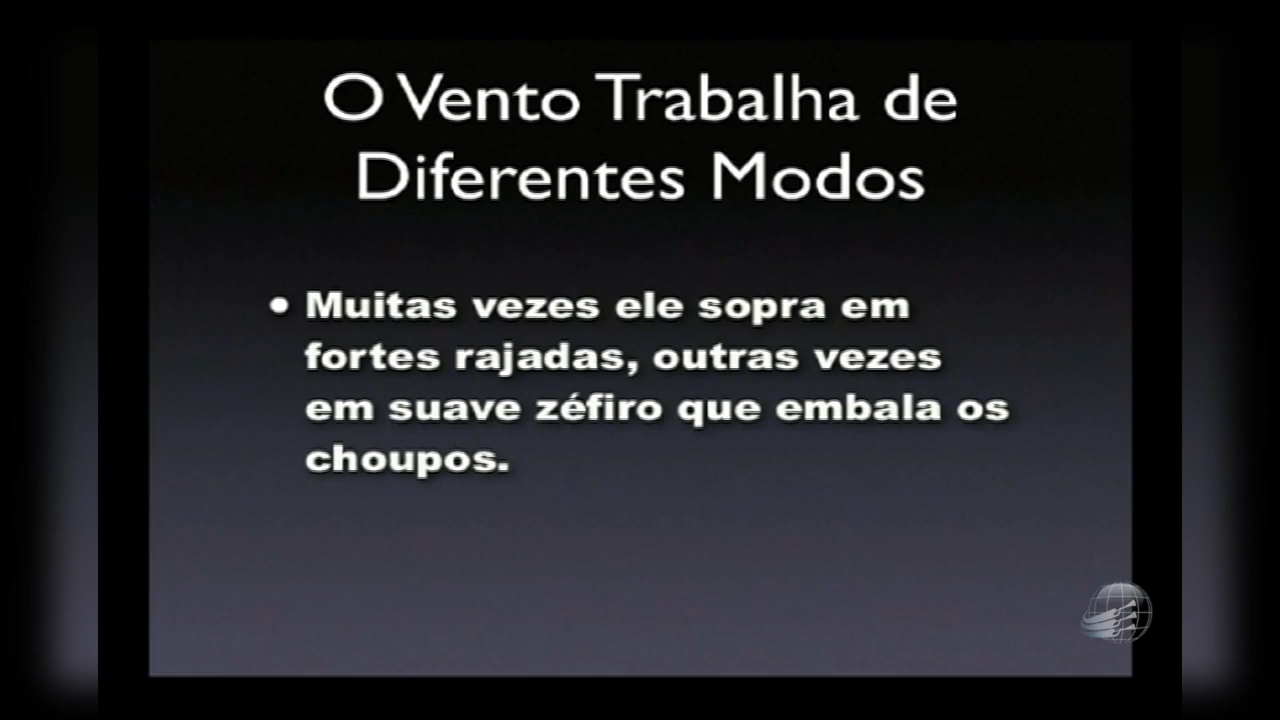 O Vento Trabalha de
Diferentes Modos
• Muitas vezes ele sopra em
fortes rajadas, outras vezes
em suave zéfiro que embala os
choupos.